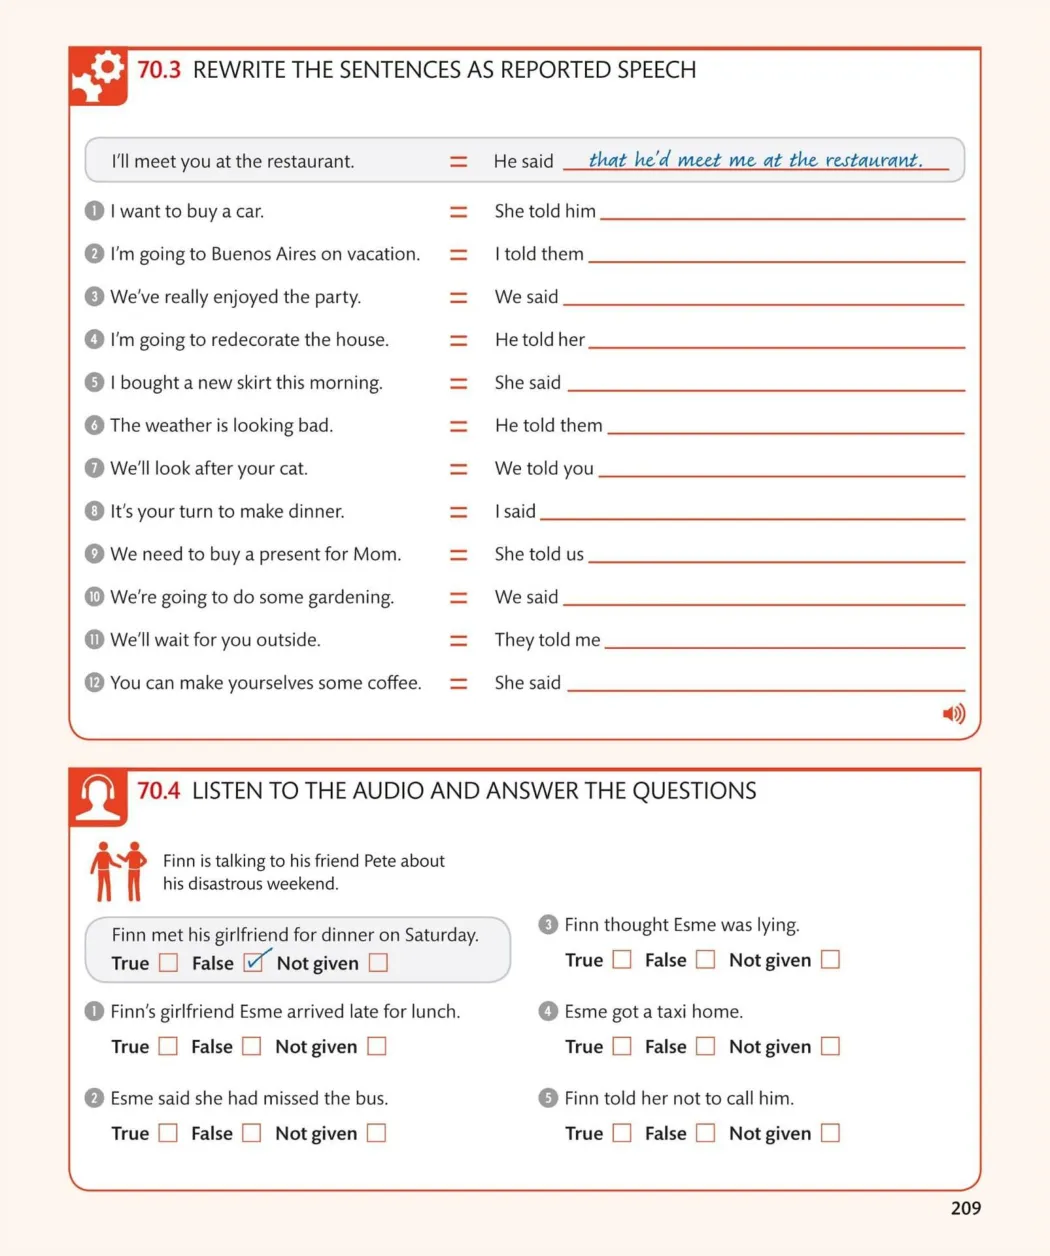 70.3 REWRITE THE SENTENCES AS REPORTED SPEECH
I'll meet you at the restaurant. = He said that he'd meet me at the restaurant.
1 I want to buy a car. = She told him
2 I'm going to Buenos Aires on vacation. = I told them
3 We've really enjoyed the party. = We said
4 I'm going to redecorate the house. = He told her
5 I bought a new skirt this morning. = She said
6 The weather is looking bad. = He told them
7 We'll look after your cat. = We told you
8 It's your turn to make dinner. = I said
9 We need to buy a present for Mom. = She told us
10 We're going to do some gardening. = We said
11 We'll wait for you outside. = They told me
12 You can make yourselves some coffee. = She said
70.4 LISTEN TO THE AUDIO AND ANSWER THE QUESTIONS
Finn is talking to his friend Pete about
his disastrous weekend.
Finn met his girlfriend for dinner on Saturday.
True False Not given
1 Finn's girlfriend Esme arrived late for lunch.
True False Not given
2 Esme said she had missed the bus.
True False Not given
3 Finn thought Esme was lying.
True False Not given
4 Esme got a taxi home.
True False Not given
5 Finn told her not to call him.
True False Not given
209